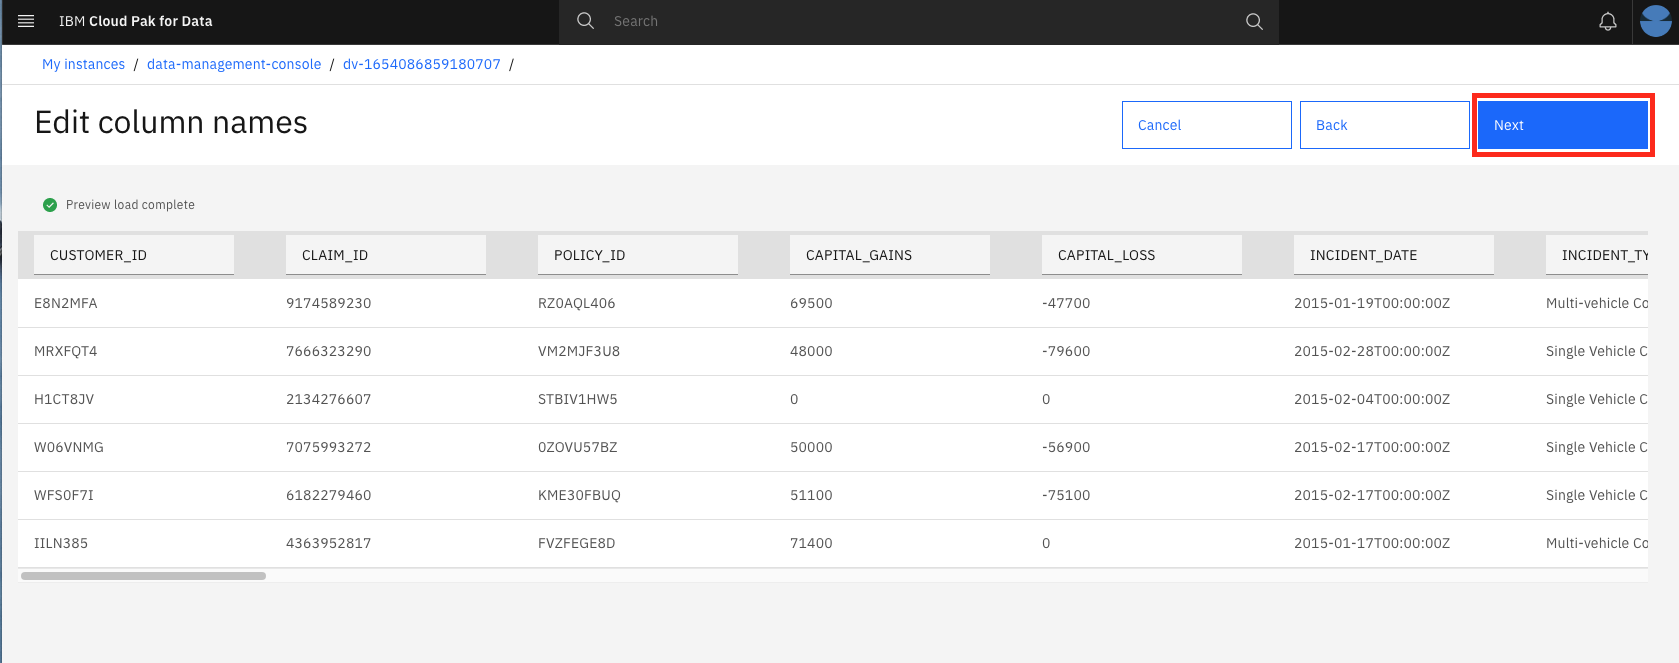 IBM Cloud Pak for Data Search
My instances / data-management-console / dv-1654086859180707 /
Edit column names Cancel Back Next
Preview load complete
CUSTOMER_ID CLAIM_ID POLICY_ID CAPITAL_GAINS CAPITAL_LOSS INCIDENT_DATE INCIDENT_TY
E8N2MFA 9174589230 RZ0AQL406 69500 -47700 2015-01-19T00:00:00Z Multi-vehicle Co
MRXFQT4 7666323290 VM2MJF3U8 48000 -79600 2015-02-28T00:00:00Z Single Vehicle C
H1CT8JV 2134276607 STBIV1HW5 0 0 2015-02-04T00:00:00Z Single Vehicle C
W06VNMG 7075993272 0ZOVU57BZ 50000 -56900 2015-02-17T00:00:00Z Single Vehicle C
WFS0F7I 6182279460 KME30FBUQ 51100 -75100 2015-02-17T00:00:00Z Single Vehicle C
IILN385 4363952817 FVZFEGE8D 71400 0 2015-01-17T00:00:00Z Multi-vehicle Co